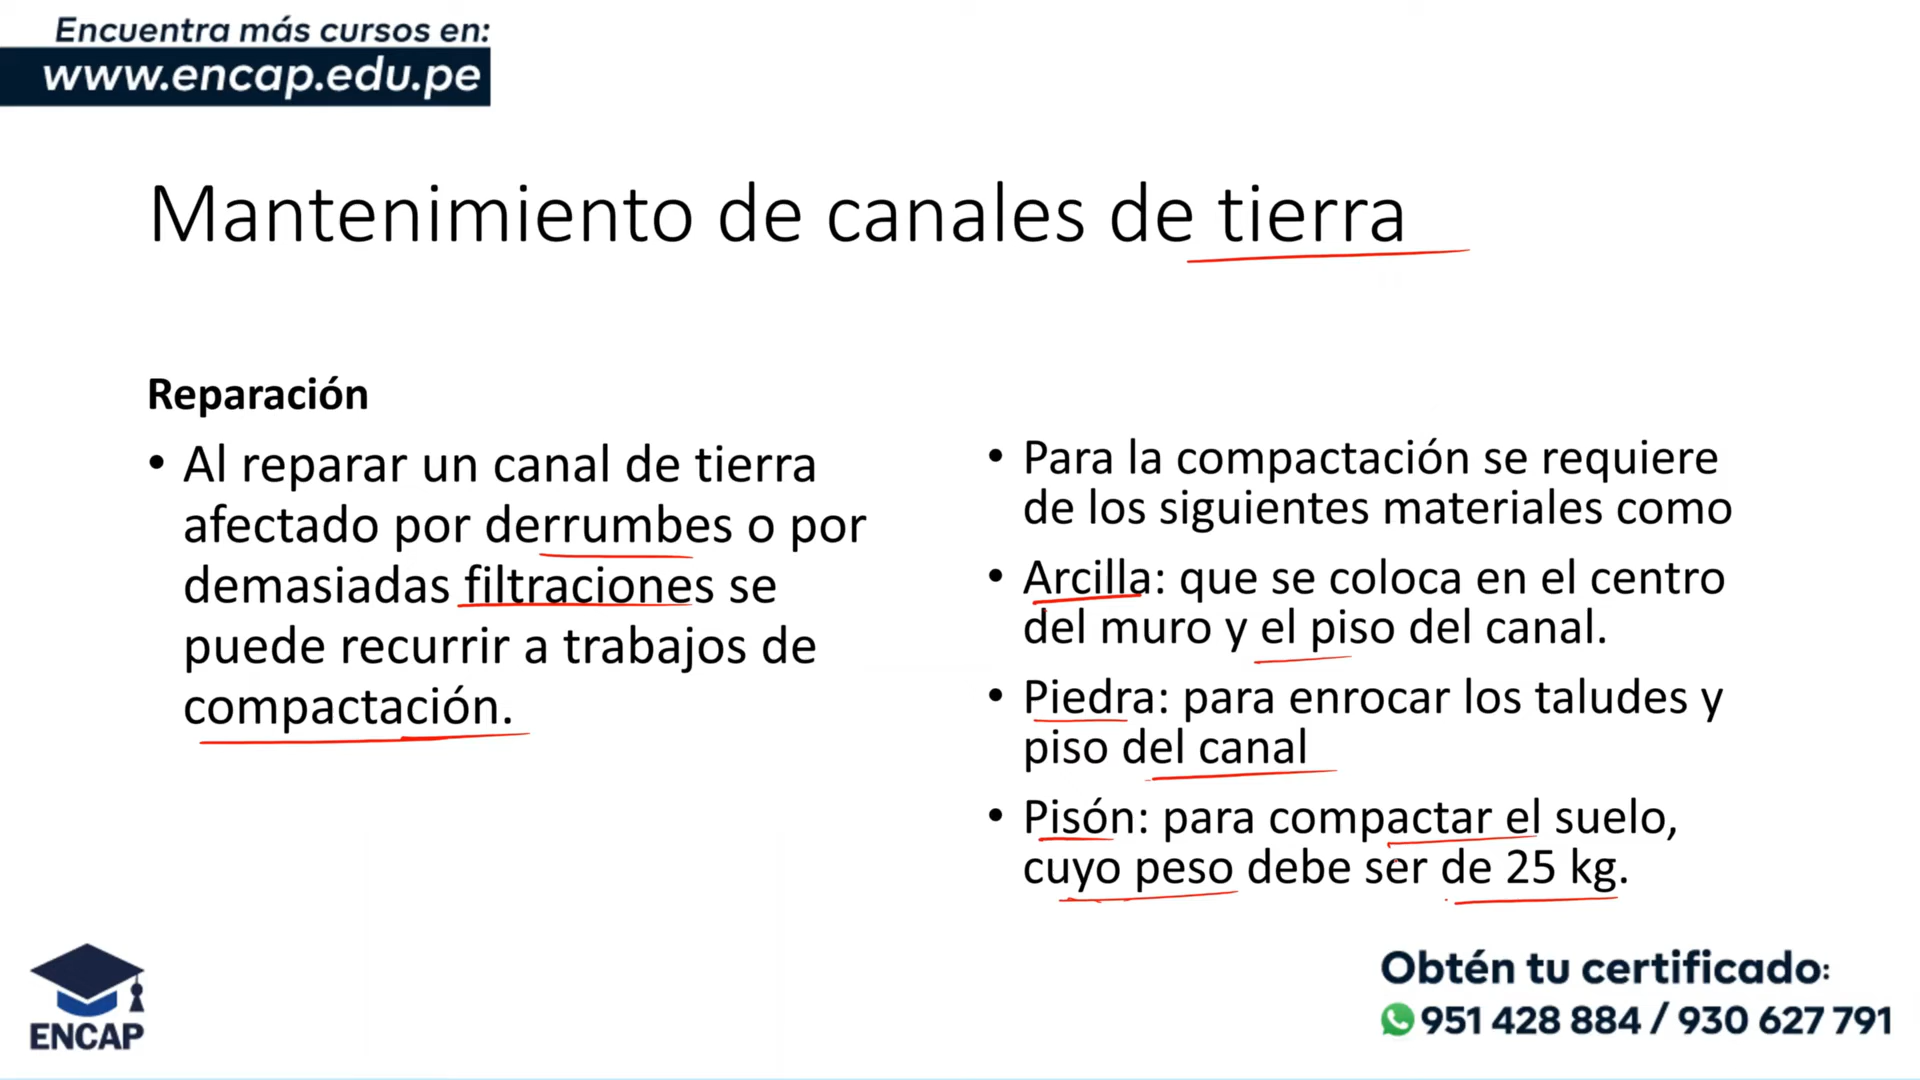 Encuentra más cursos en:
www.encap.edu.pe
Mantenimiento de canales de tierra
Reparación
• Al reparar un canal de tierra
afectado por derrumbes o por
demasiadas filtraciones se
puede recurrir a trabajos de
compactación.
• Para la compactación se requiere
de los siguientes materiales como
• Arcilla: que se coloca en el centro
del muro y el piso del canal.
• Piedra: para enrocar los taludes y
piso del canal
• Pisón: para compactar el suelo,
cuyo peso debe ser de 25 kg.
ENCAP
Obtén tu certificado:
951 428 884 / 930 627 791